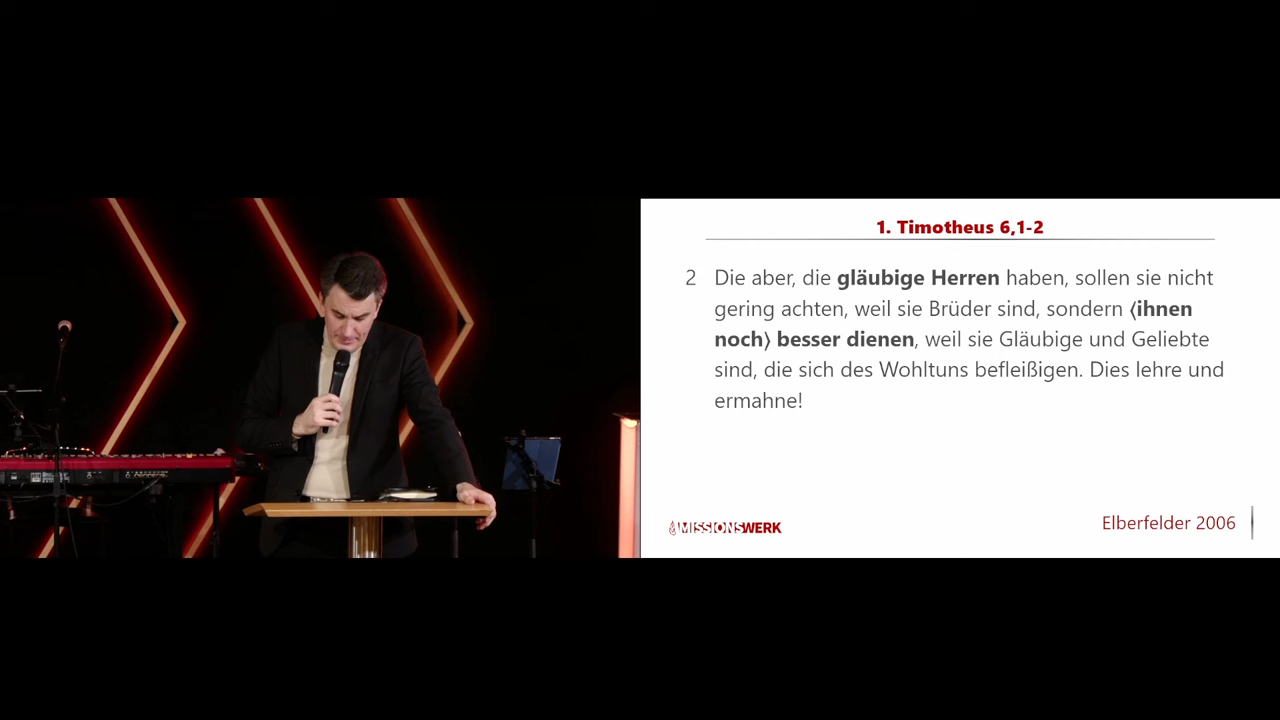 1. Timotheus 6,1-2
2 Die aber, die gläubige Herren haben, sollen sie nicht
gering achten, weil sie Brüder sind, sondern ⟨ihnen
noch⟩ besser dienen, weil sie Gläubige und Geliebte
sind, die sich des Wohltuns befleißigen. Dies lehre und
ermahne!
MISSIONSWERK
Elberfelder 2006